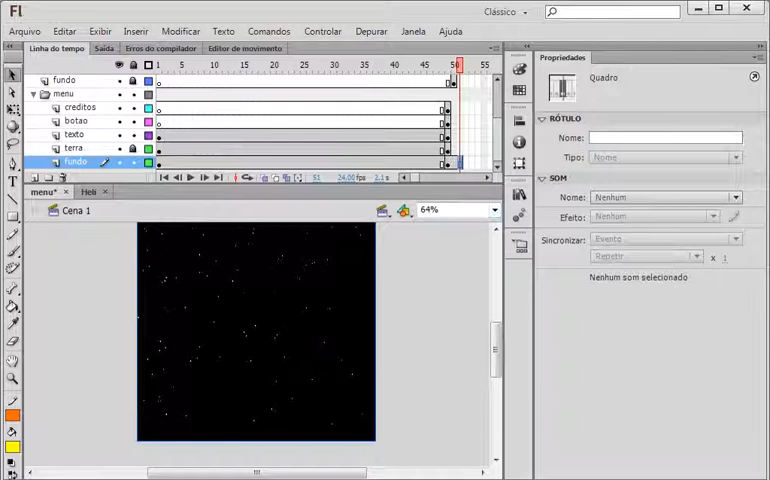 Fl
Clássico
Arquivo Editar Exibir Inserir Modificar Texto Comandos Controlar Depurar Janela Ajuda
Linha do tempo Saída Erros do compilador Editor de movimento
1 5 10 15 20 25 30 35 40 45 50 55
fundo
menu
creditos
botao
texto
terra
fundo
51 24.00 fps 2.1 s
menu* × Heli ×
Cena 1
64%
Propriedades
Quadro
RÓTULO
Nome:
Tipo: Nome
SOM
Nome: Nenhum
Efeito: Nenhum
Sincronizar: Evento
Repetir x 1
Nenhum som selecionado